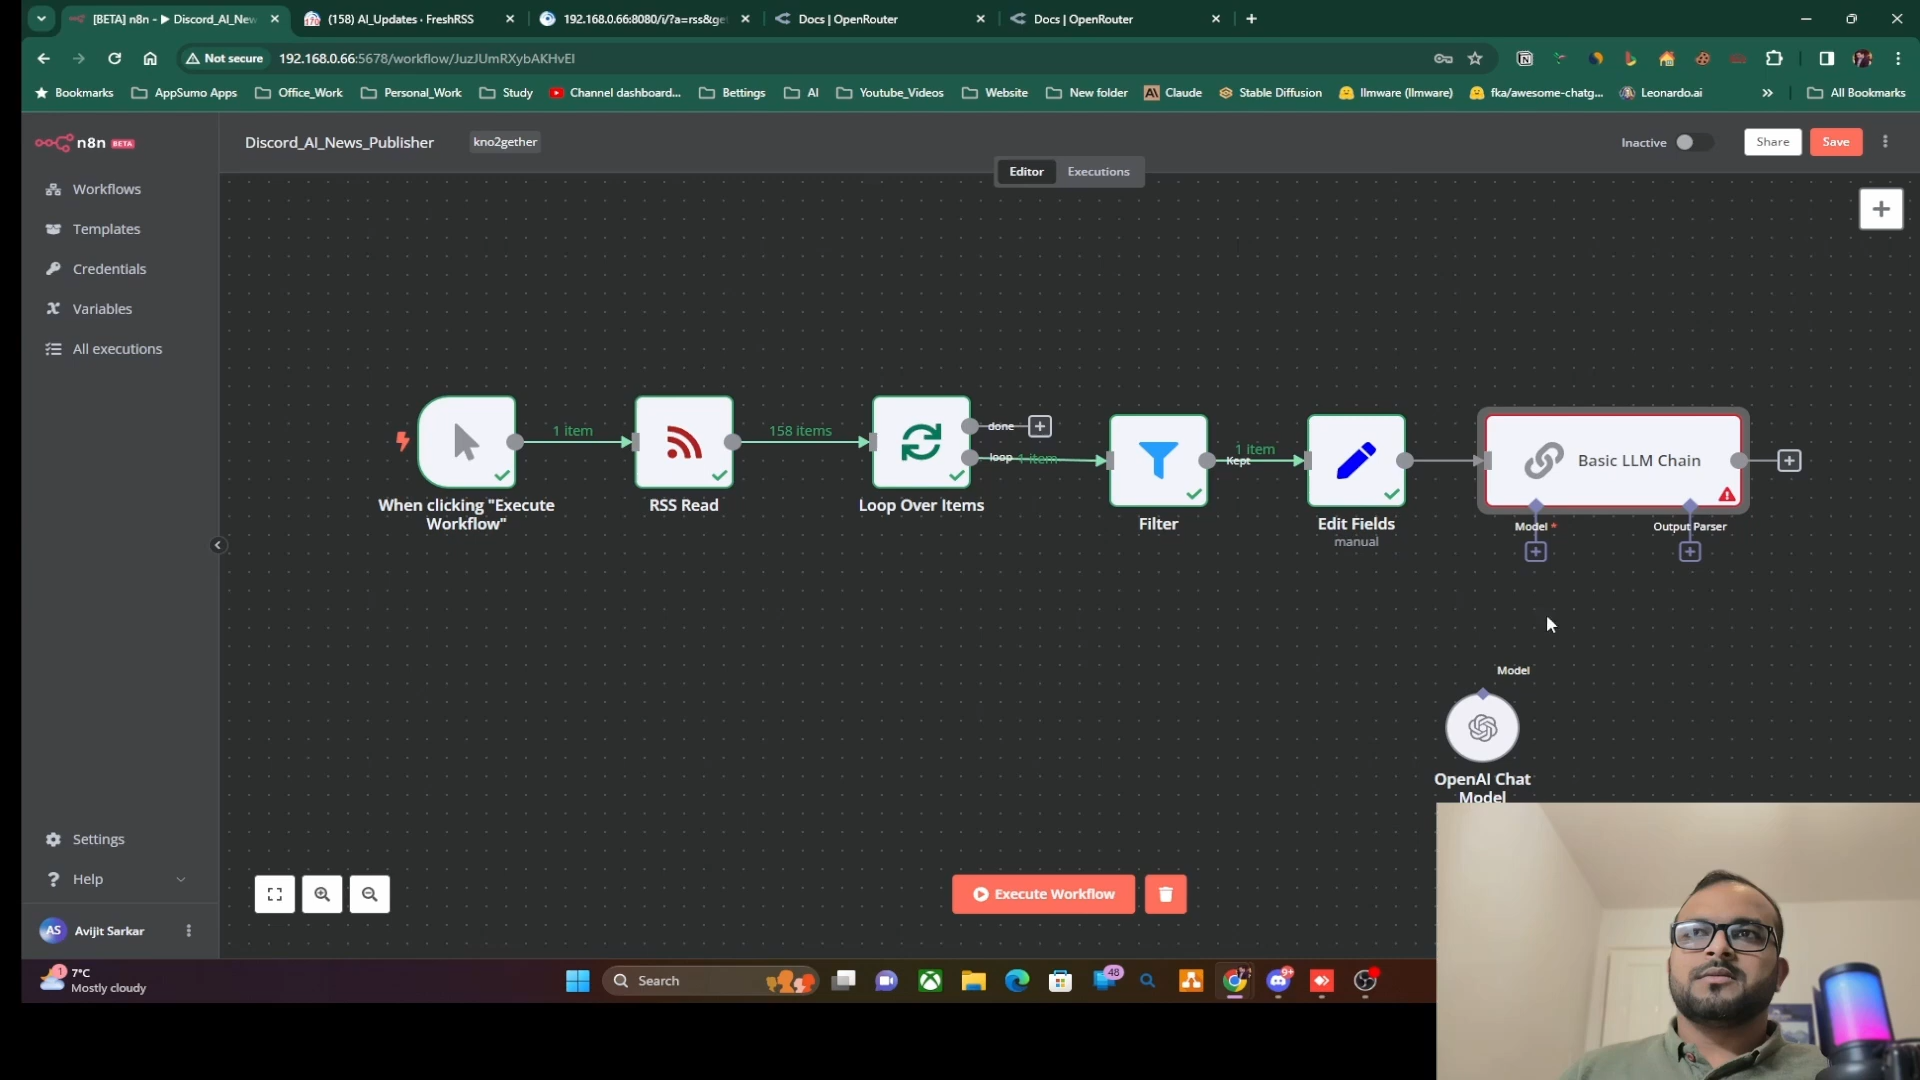 [BETA] n8n - ▶ Discord_AI_New
(158) AI_Updates · FreshRSS
192.168.0.66:8080/i/?a=rss&get
Docs | OpenRouter
Docs | OpenRouter
Not secure
192.168.0.66:5678/workflow/JuzJUmRXybAKHvEl
Bookmarks
AppSumo Apps
Office_Work
Personal_Work
Study
Channel dashboard...
Bettings
AI
Youtube_Videos
Website
New folder
Claude
Stable Diffusion
llmware (llmware)
fka/awesome-chatg...
Leonardo.ai
»
All Bookmarks
n8n BETA
Discord_AI_News_Publisher
kno2gether
Inactive
Share
Save
Editor
Executions
Workflows
Templates
Credentials
Variables
All executions
1 item
158 items
done
loop
1 item
Kept
1 item
When clicking "Execute
Workflow"
RSS Read
Loop Over Items
Filter
Edit Fields
manual
Basic LLM Chain
Model *
Output Parser
Model
OpenAI Chat
Model
Settings
Help
AS
Avijit Sarkar
Execute Workflow
1
7°C
Mostly cloudy
Search
48
9+